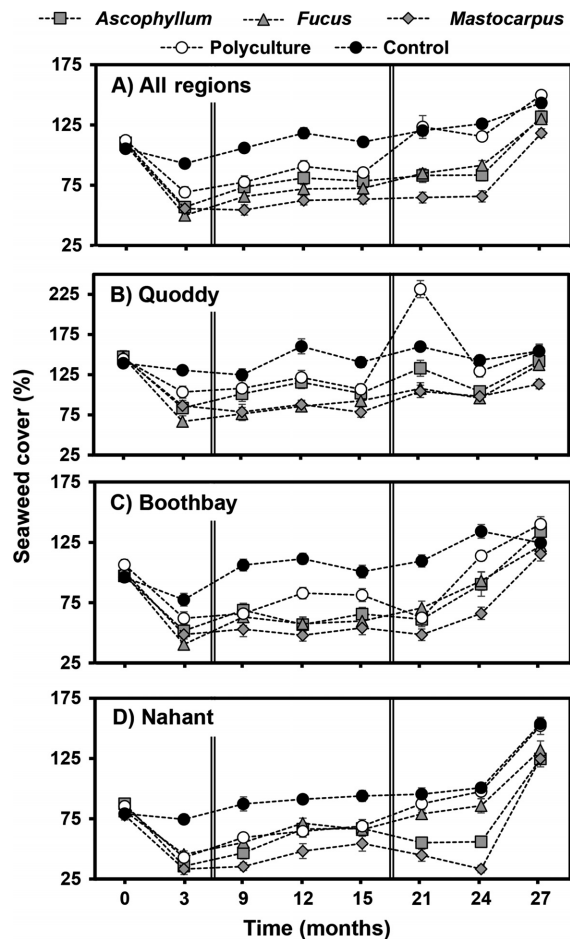 Ascophyllum Fucus Mastocarpus
Polyculture Control
175
A) All regions
125
75
25
B) Quoddy
225
175
125
75
25
Seaweed cover (%)
175
C) Boothbay
125
75
25
175
D) Nahant
125
75
25
0 3 9 12 15 21 24 27
Time (months)